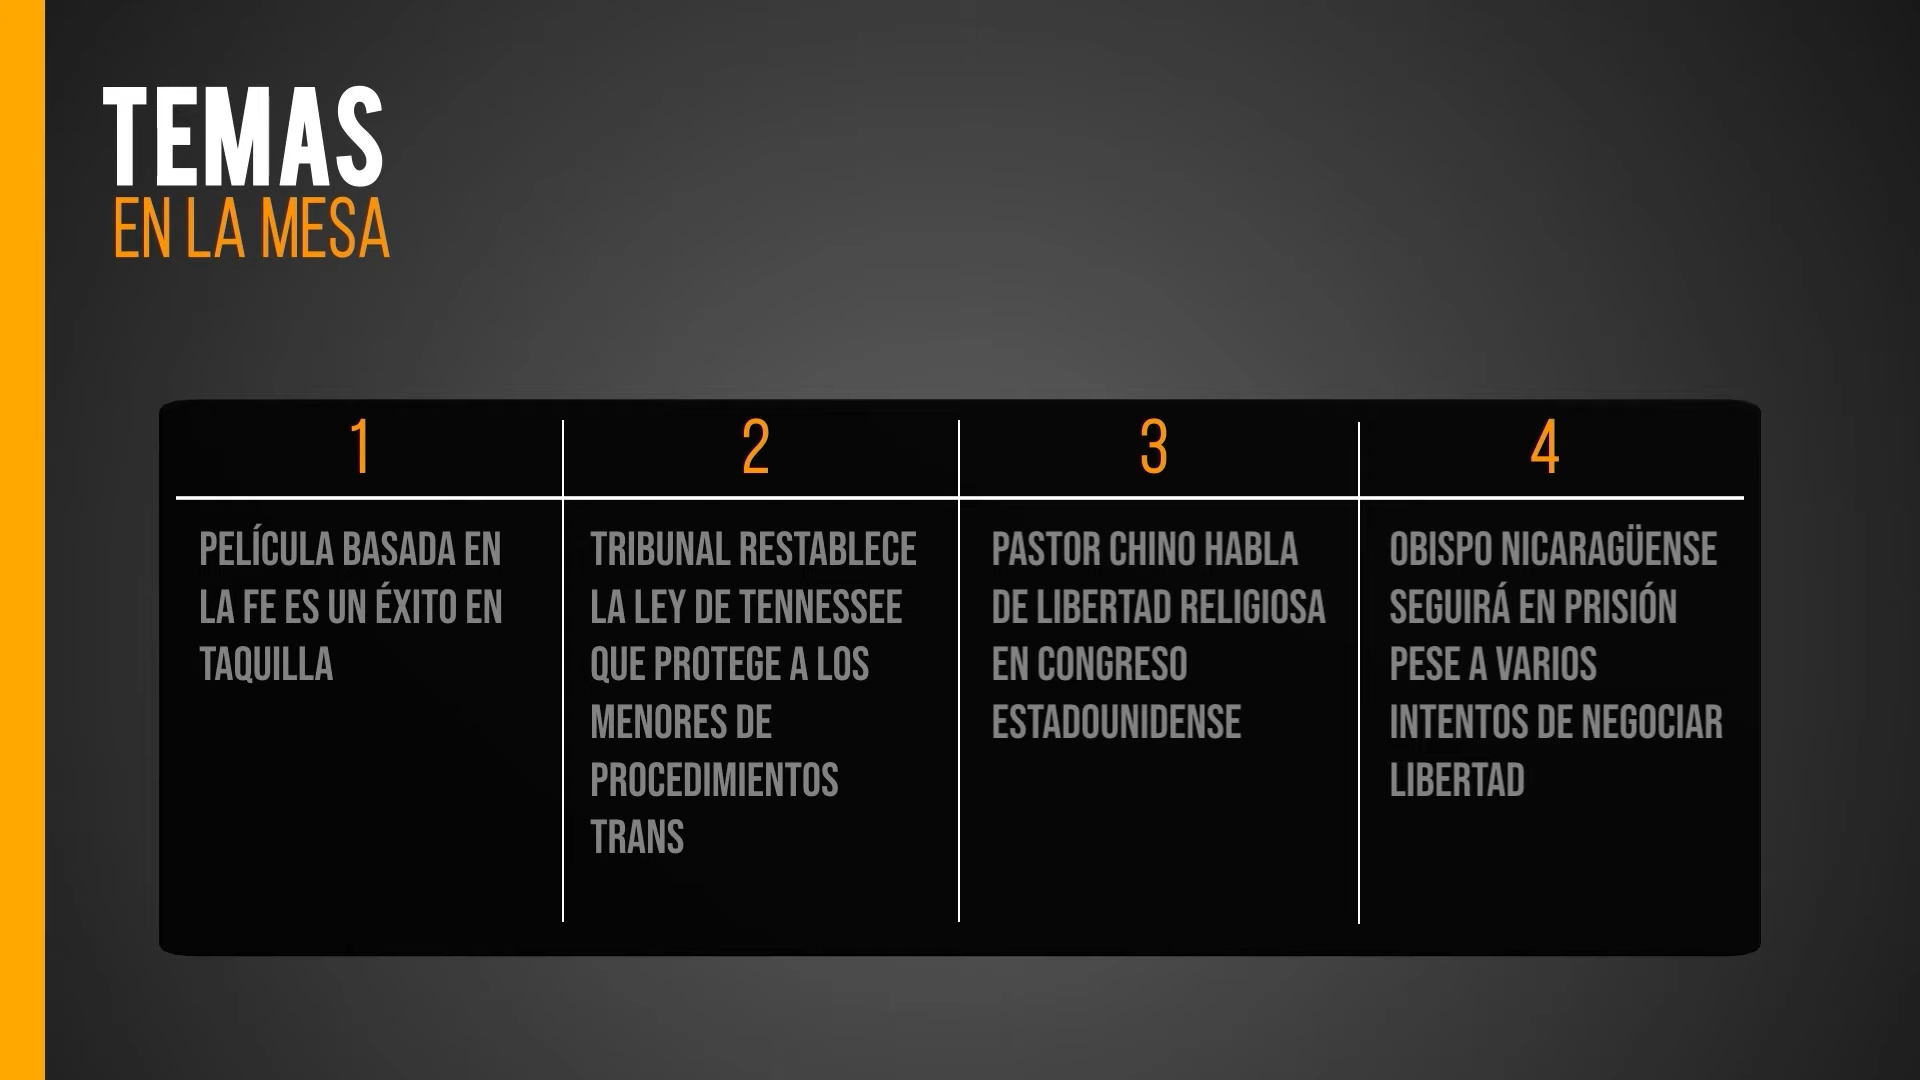 TEMAS
EN LA MESA
1
PELÍCULA BASADA EN
LA FE ES UN ÉXITO EN
TAQUILLA
2
TRIBUNAL RESTABLECE
LA LEY DE TENNESSEE
QUE PROTEGE A LOS
MENORES DE
PROCEDIMIENTOS
TRANS
3
PASTOR CHINO HABLA
DE LIBERTAD RELIGIOSA
EN CONGRESO
ESTADOUNIDENSE
4
OBISPO NICARAGÜENSE
SEGUIRÁ EN PRISIÓN
PESE A VARIOS
INTENTOS DE NEGOCIAR
LIBERTAD